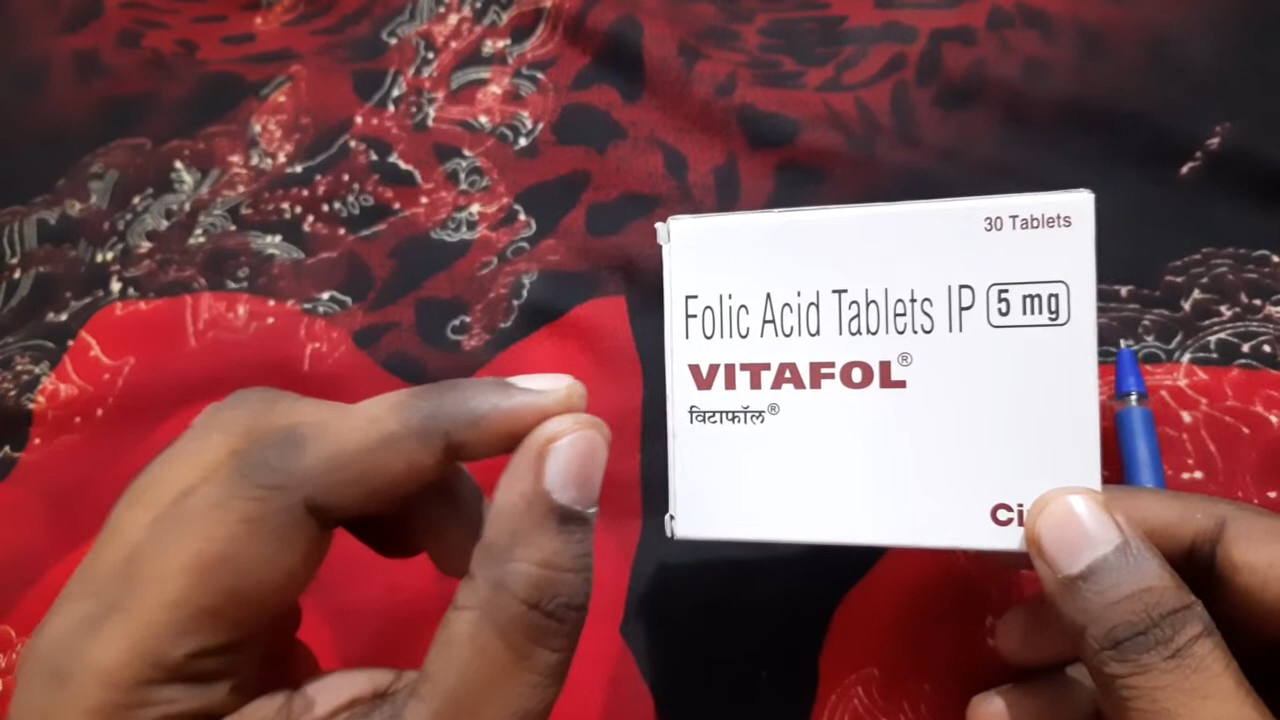 30 Tablets
Folic Acid Tablets IP 5 mg
VITAFOL®
विटाफॉल®